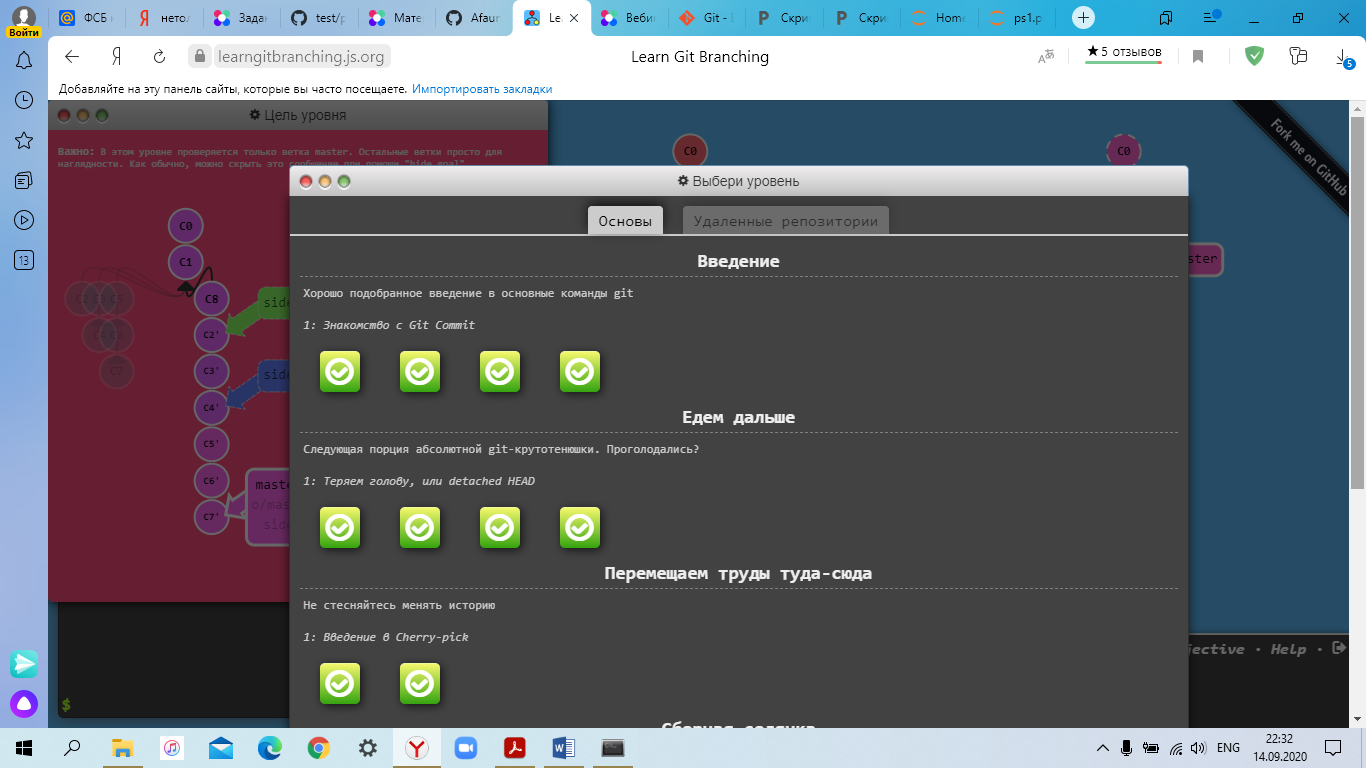 ФСБ
нето
Зада
test/p
Мате
Afaur
Le
Веби
Git -
Скри
Скри
Home
ps1.p
Войти
Я
learngitbranching.js.org
Learn Git Branching
★5 отзывов
5
Добавляйте на эту панель сайты, которые вы часто посещаете. Импортировать закладки
13
Цель уровня
Важно: В этом уровне проверяется только ветка master. Остальные ветки просто для
наглядности. Как обычно, можно скрыть это сообщение при помощи "hide goal"
C0
C0
Fork me on GitHub
Выбери уровень
Основы
Удаленные репозитории
C0
C1
C8
C2'
C3'
C4'
C5'
C6'
C7'
C7
side
side
master
o/mas
side
ster
Введение
Хорошо подобранное введение в основные команды git
1: Знакомство с Git Commit
Едем дальше
Следующая порция абсолютной git-крутотенюшки. Проголодались?
1: Теряем голову, или detached HEAD
Перемещаем труды туда-сюда
Не стесняйтесь менять историю
1: Введение в Cherry-pick
Сборная солянка
jective • Help •
$
ENG
22:32
14.09.2020